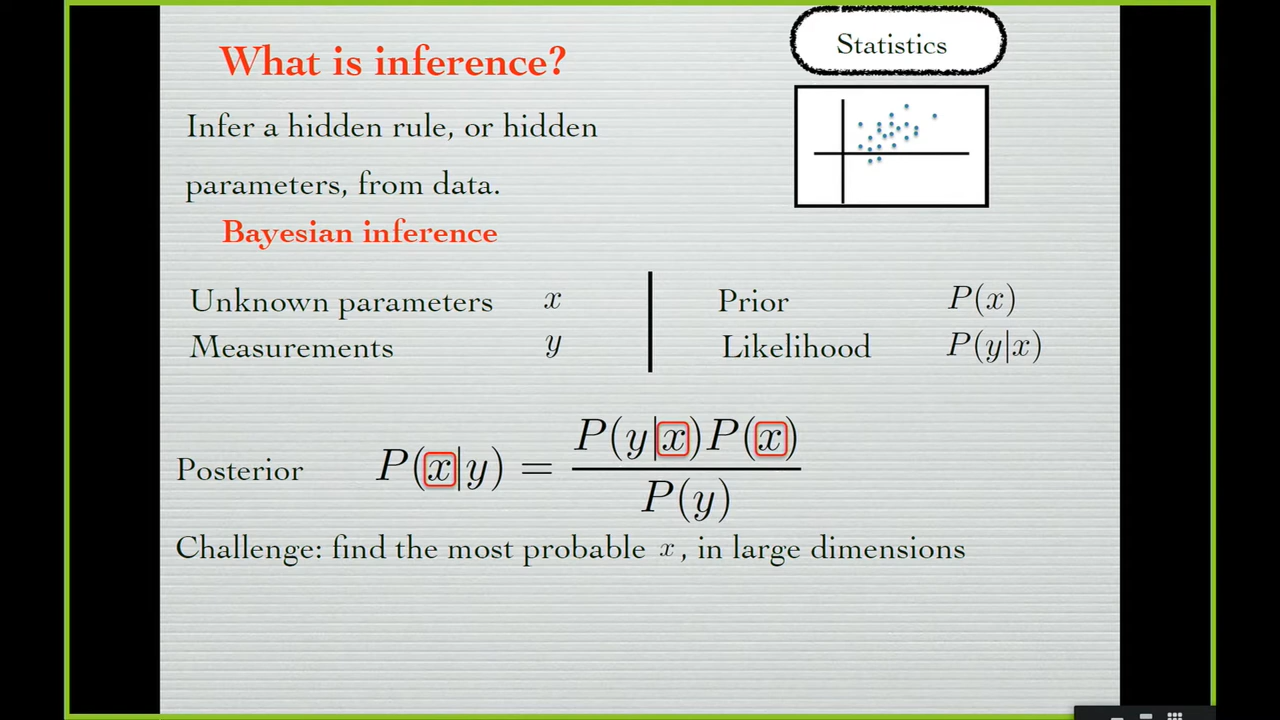 Statistics
What is inference?
Infer a hidden rule, or hidden
parameters, from data.
Bayesian inference
Unknown parameters x
Measurements y
Prior P(x)
Likelihood P(y|x)
Posterior P(x|y) = P(y|x)P(x) / P(y)
Challenge: find the most probable x, in large dimensions